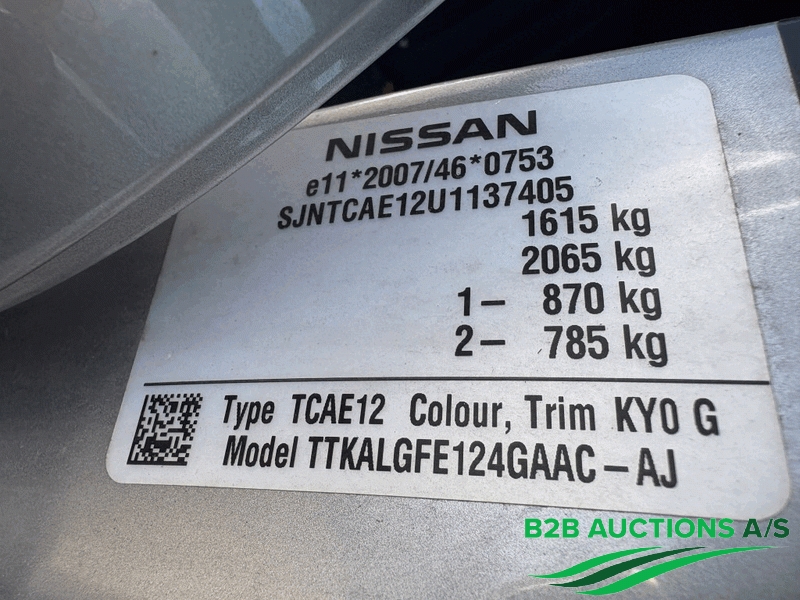 NISSAN
e11*2007/46*0753
SJNTCAE12U1137405
1615 kg
2065 kg
1- 870 kg
2- 785 kg
Type TCAE12 Colour, Trim KY0 G
Model TTKALGFE124GAAC-AJ
B2B AUCTIONS A/S